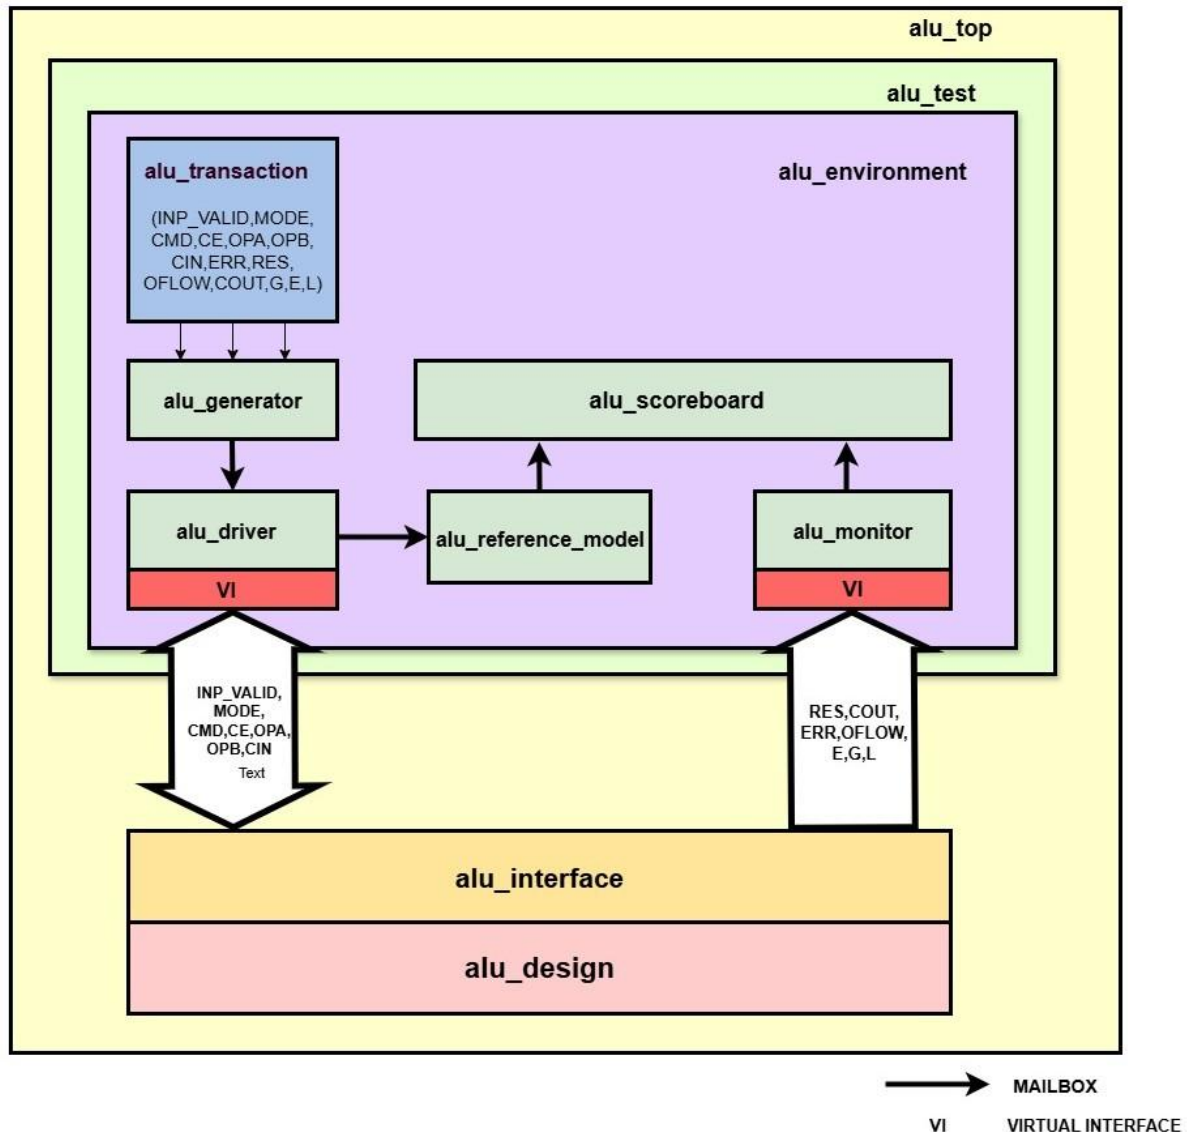 alu_top
alu_test
alu_environment
alu_transaction
(INP_VALID,MODE,
CMD,CE,OPA,OPB,
CIN,ERR,RES,
OFLOW,COUT,G,E,L)
alu_generator
alu_scoreboard
alu_driver
alu_reference_model
alu_monitor
VI
VI
INP_VALID,
MODE,
CMD,CE,OPA,
OPB,CIN
Text
RES,COUT,
ERR,OFLOW,
E,G,L
alu_interface
alu_design
MAILBOX
VI VIRTUAL INTERFACE